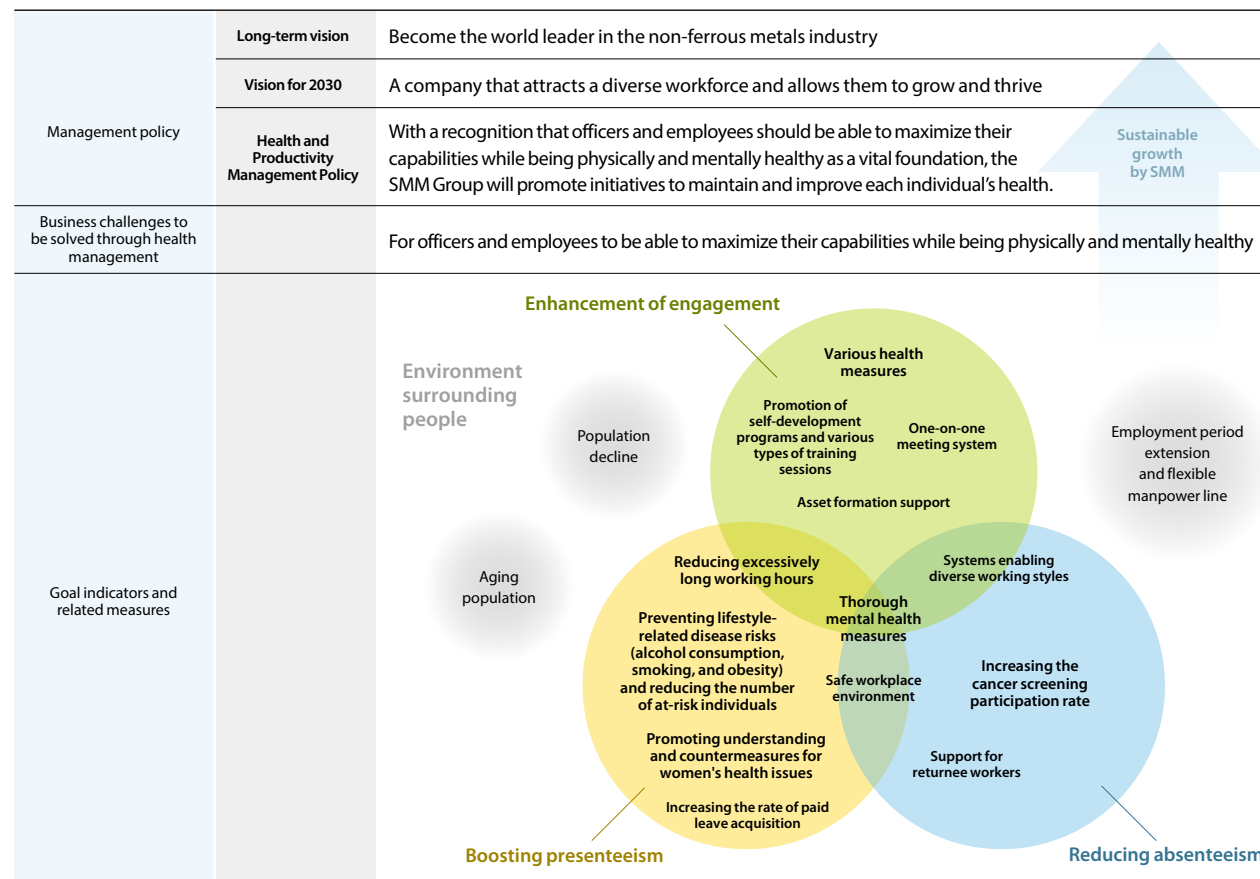 Management policy
Long-term vision
Become the world leader in the non-ferrous metals industry
Vision for 2030
A company that attracts a diverse workforce and allows them to grow and thrive
Health and
Productivity
Management Policy
With a recognition that officers and employees should be able to maximize their
capabilities while being physically and mentally healthy as a vital foundation, the
SMM Group will promote initiatives to maintain and improve each individual's health.
Sustainable
growth
by SMM
Business challenges to
be solved through health
management
For officers and employees to be able to maximize their capabilities while being physically and mentally healthy
Goal indicators and
related measures
Environment
surrounding
people
Population
decline
Aging
population
Employment period
extension
and flexible
manpower line
Enhancement of engagement
Various health
measures
Promotion of
self-development
programs and various
types of training
sessions
One-on-one
meeting system
Asset formation support
Reducing excessively
long working hours
Systems enabling
diverse working styles
Thorough
mental health
measures
Preventing lifestyle-
related disease risks
(alcohol consumption,
smoking, and obesity)
and reducing the number
of at-risk individuals
Safe workplace
environment
Increasing the
cancer screening
participation rate
Promoting understanding
and countermeasures for
women's health issues
Support for
returnee workers
Increasing the rate of paid
leave acquisition
Boosting presenteeism
Reducing absenteeism